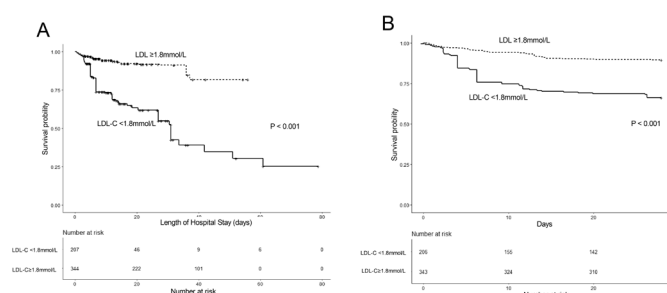 A
LDL ≥1.8mmol/L
1.00
0.75
0.50
0.25
0.00
Survival probility
LDL-C <1.8mmol/L
P < 0.001
0
20
40
60
80
Length of Hospital Stay (days)
Number at risk
LDL-C <1.8mmol/L 207 46 9 6 0
LDL-C≥1.8mmol/L 344 222 101 0 0
0 20 40 60 80
Number at risk
B
LDL ≥1.8mmol/L
0.75
0.50
0.25
0.00
Survival probility
LDL-C <1.8mmol/L
P < 0.001
0
10
20
Days
Number at risk
LDL-C <1.8mmol/L 206 155 142
LDL-C≥1.8mmol/L 343 324 316
0 10 20